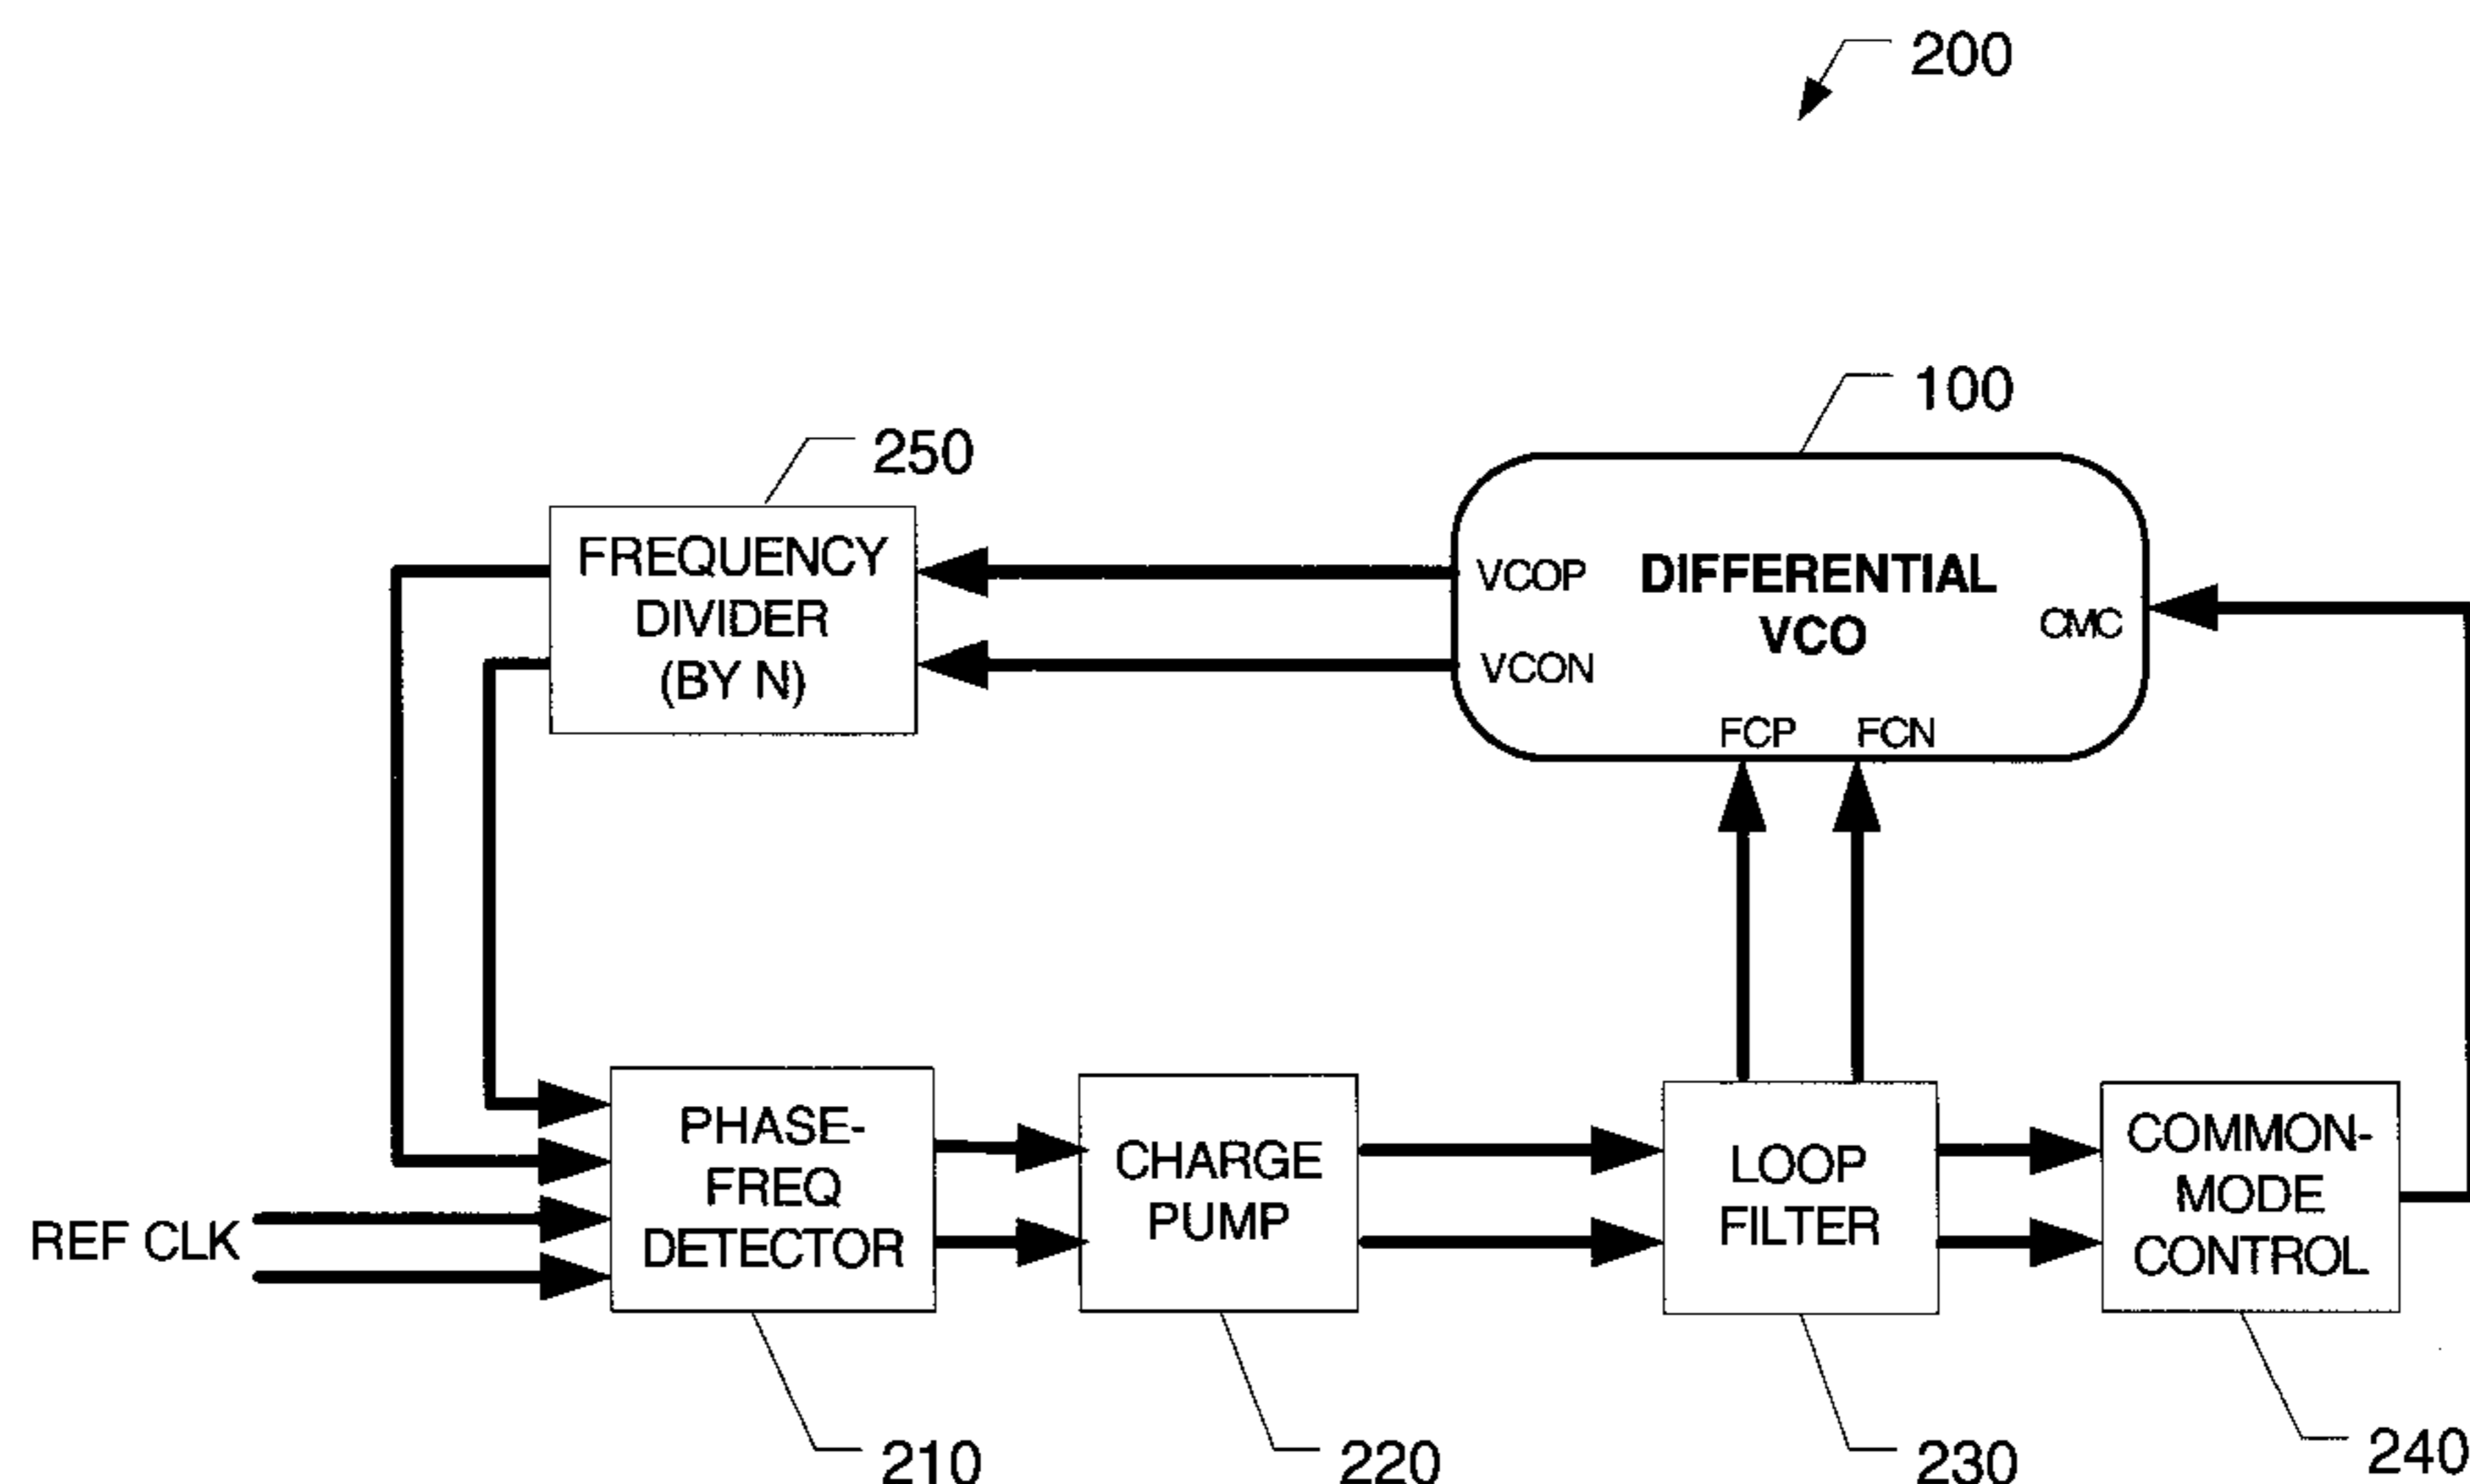 200
100
250
FREQUENCY
DIVIDER
(BY N)
VCOP
VCON
DIFFERENTIAL
VCO
CMC
FCP
FCN
REF CLK
PHASE-
FREQ
DETECTOR
CHARGE
PUMP
LOOP
FILTER
COMMON-
MODE
CONTROL
210
220
230
240